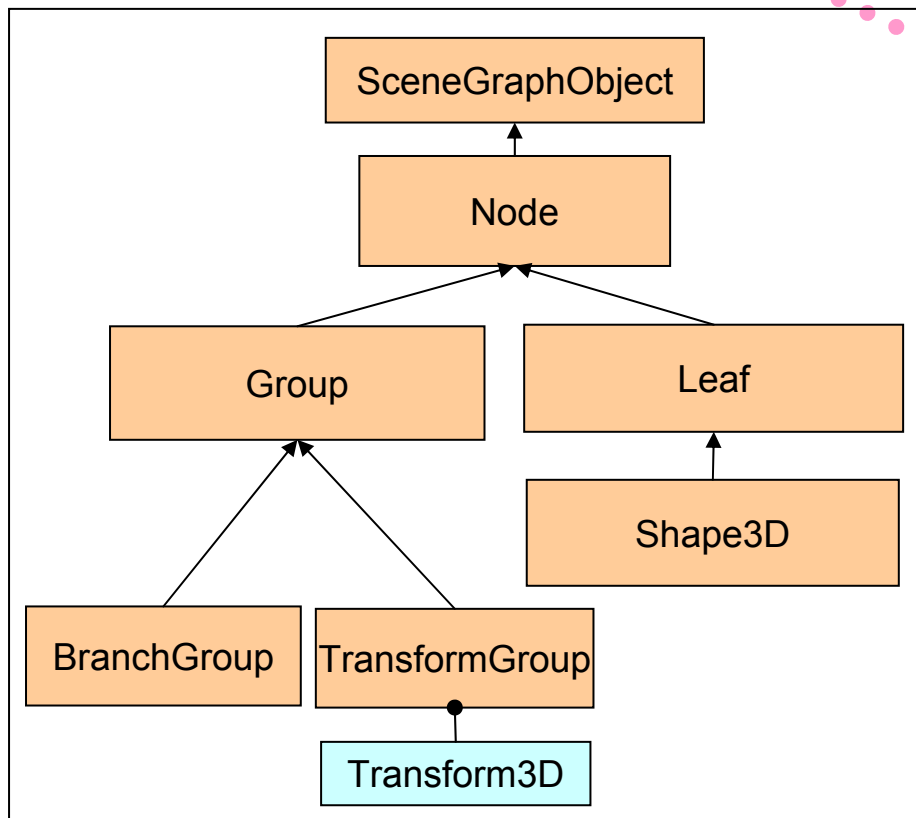 SceneGraphObject
Node
Group
Leaf
Shape3D
BranchGroup
TransformGroup
Transform3D